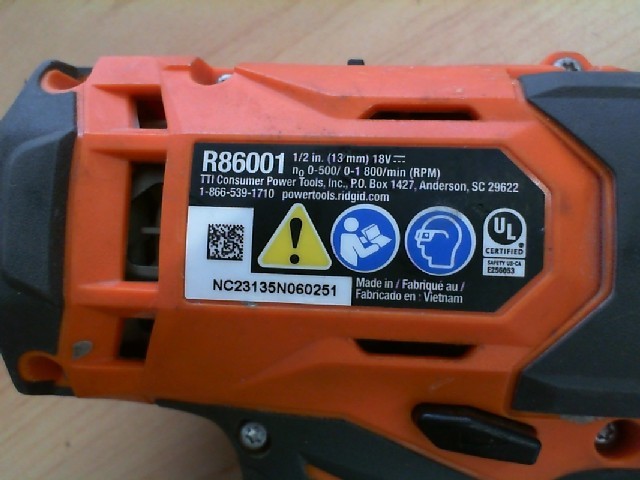 R86001 1/2 in. (13 mm) 18V⎓
n₀ 0-500/ 0-1 800/min (RPM)
TTI Consumer Power Tools, Inc., P.O. Box 1427, Anderson, SC 29622
1-866-539-1710 powertools.ridgid.com
UL
CERTIFIED
SAFETY US-CA
E256053
NC23135N060251
Made in / Fabriqué au /
Fabricado en : Vietnam